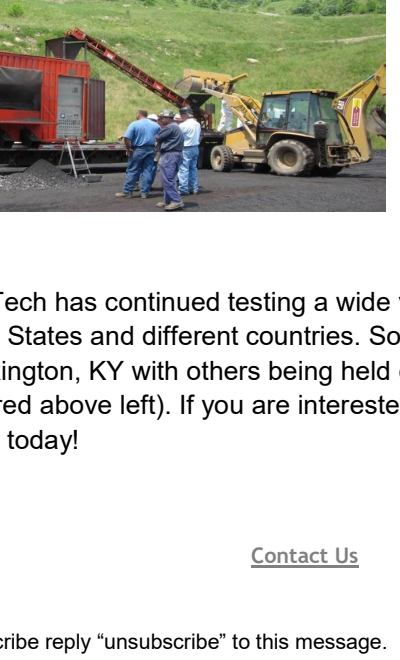 Tech has continued testing a wide
States and different countries. So
ington, KY with others being held
red above left). If you are intereste
today!
Contact Us
cribe reply “unsubscribe” to this message.